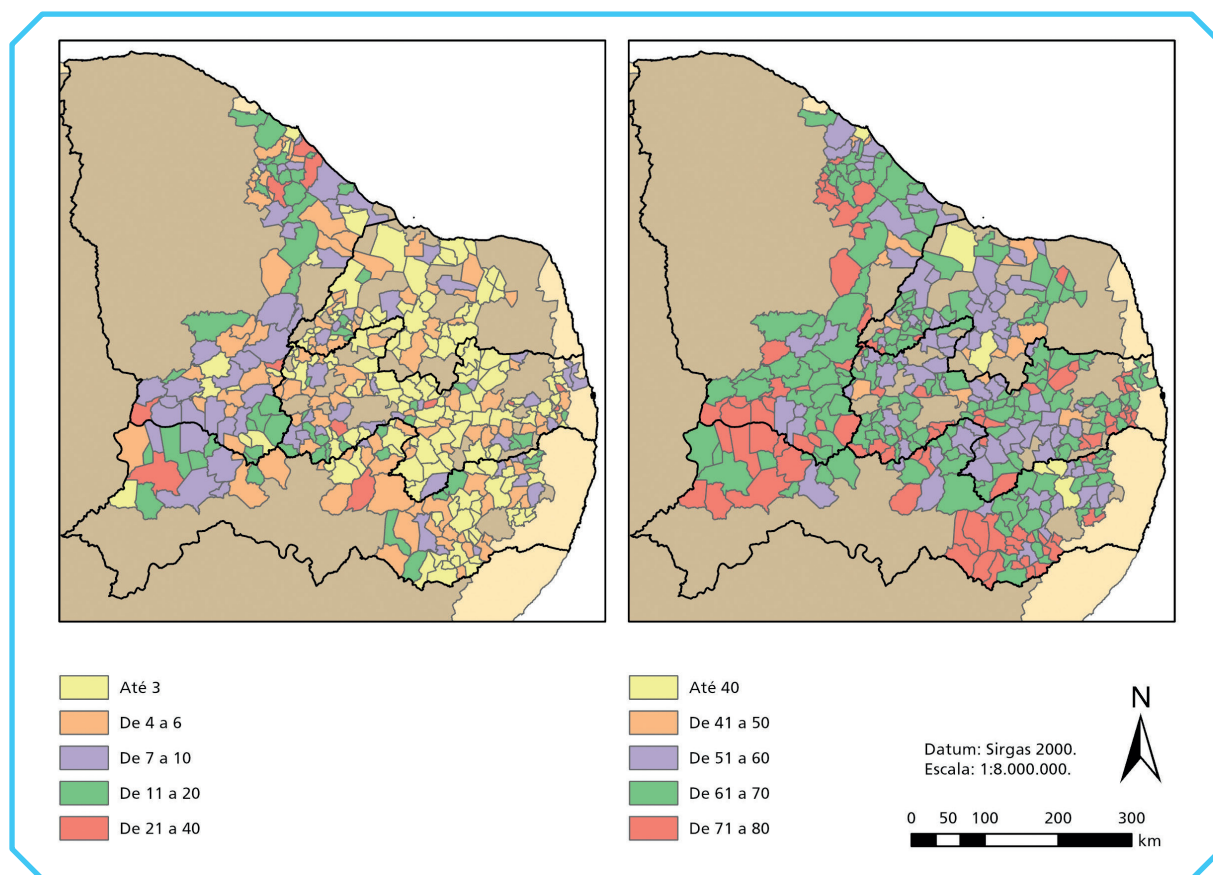 Até 3
De 4 a 6
De 7 a 10
De 11 a 20
De 21 a 40
Até 40
De 41 a 50
De 51 a 60
De 61 a 70
De 71 a 80
Datum: Sirgas 2000.
Escala: 1:8.000.000.
N
0 50 100 200 300
km